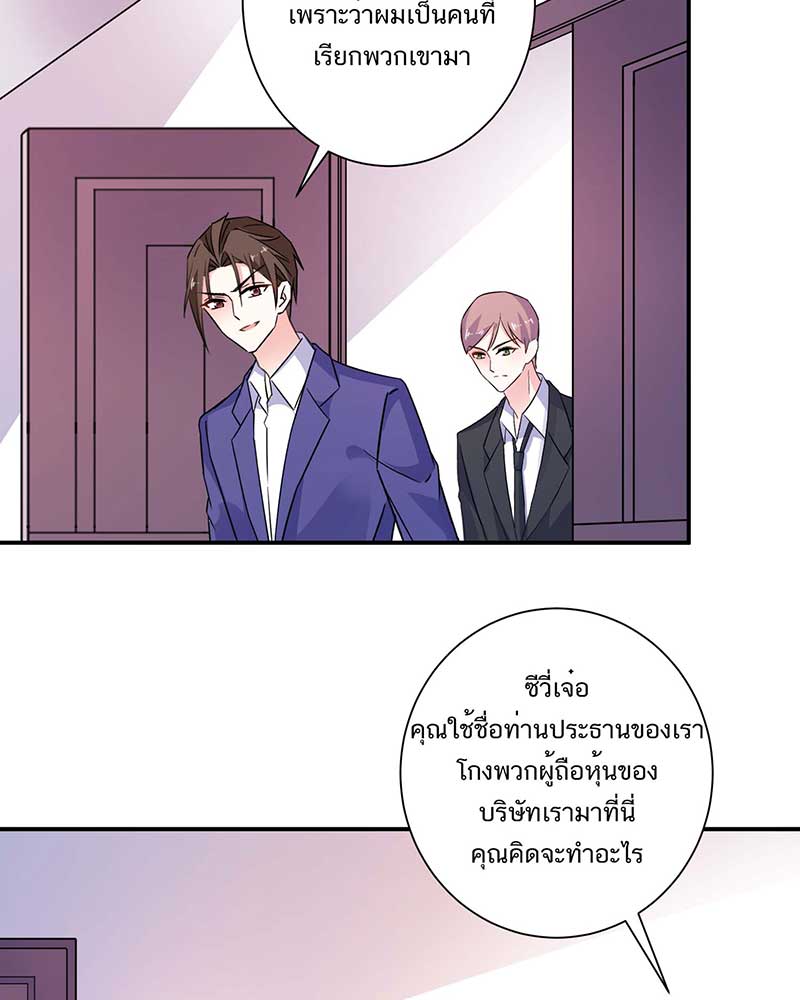 เพราะว่าผมเป็นคนที่
เรียกพวกเขามา
ซีวี่เจ๋อ
คุณใช้ชื่อท่านประธานของเรา
โกงพวกผู้ถือหุ้นของ
บริษัทเรามาที่นี่
คุณคิดจะทำอะไร